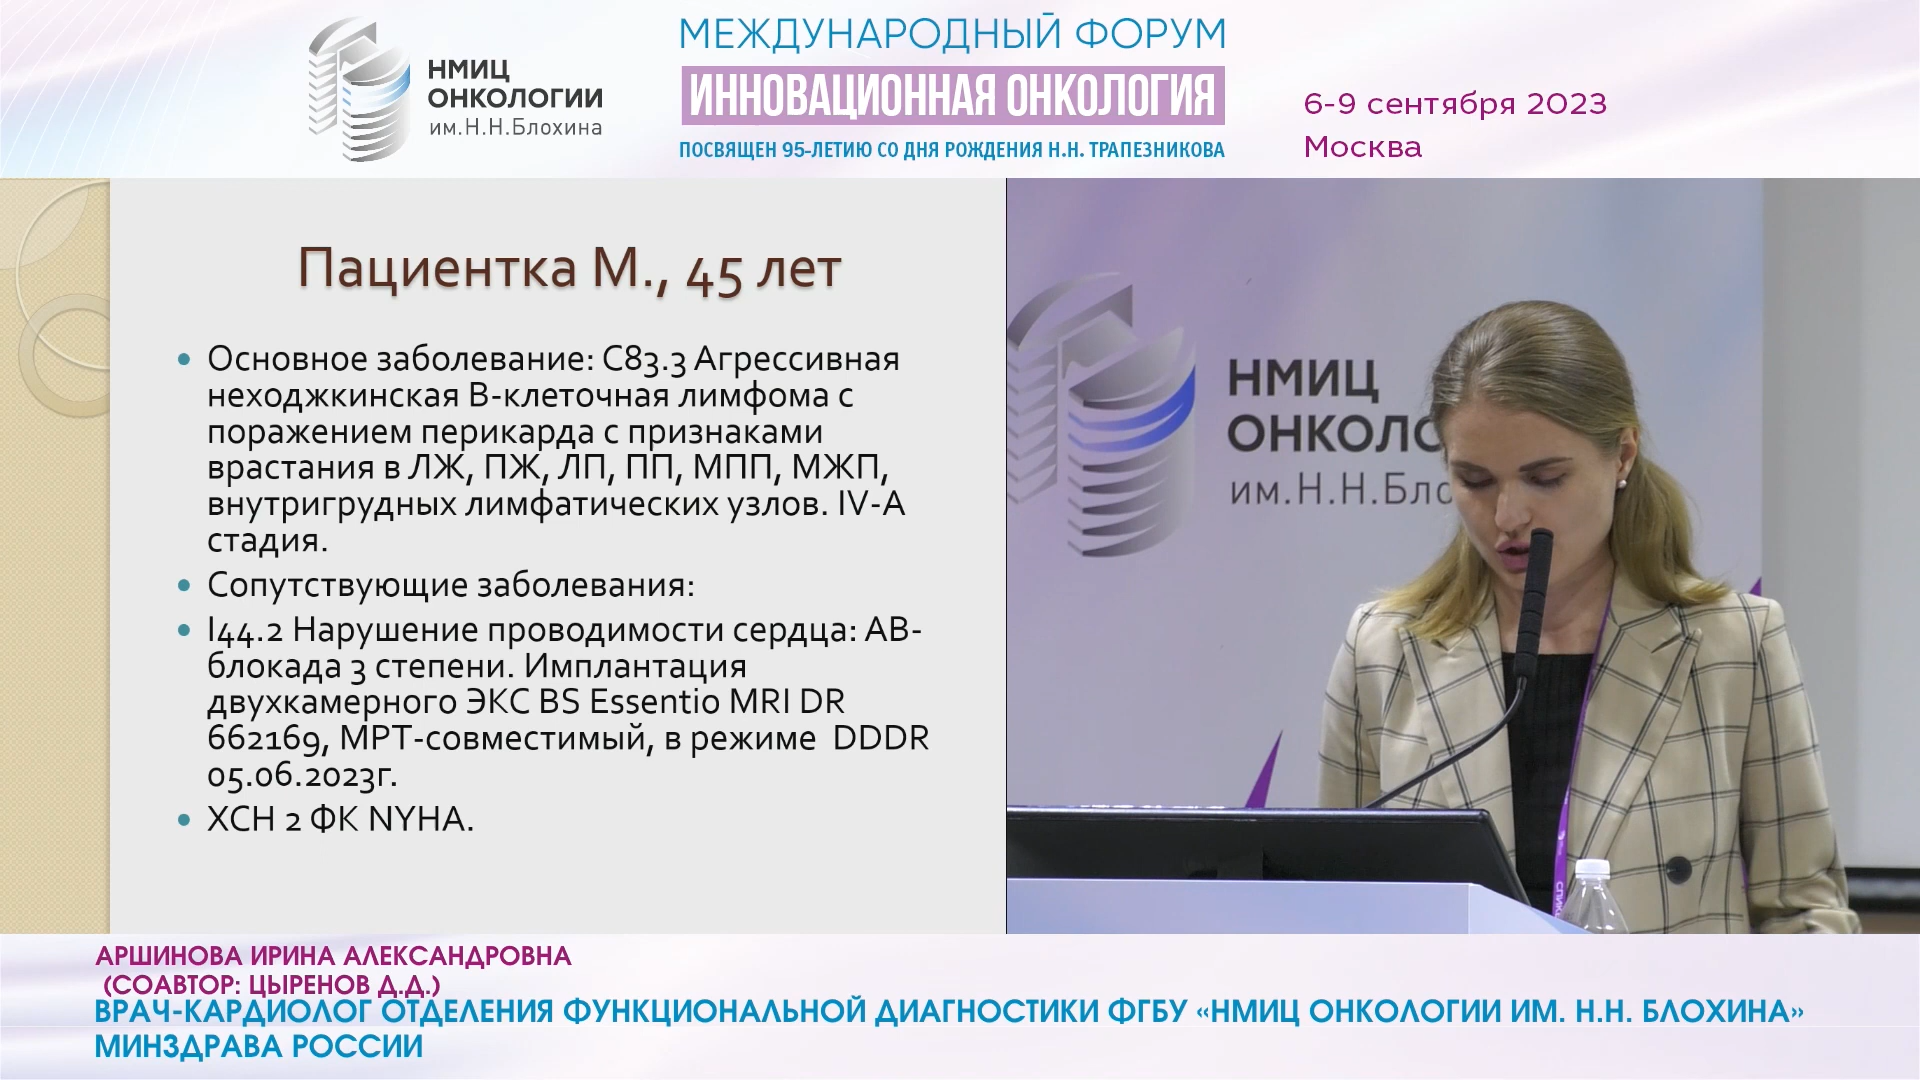 НМИЦ
ОНКОЛОГИИ
им.Н.Н.Блохина
МЕЖДУНАРОДНЫЙ ФОРУМ
ИННОВАЦИОННАЯ ОНКОЛОГИЯ
ПОСВЯЩЕН 95-ЛЕТИЮ СО ДНЯ РОЖДЕНИЯ Н.Н. ТРАПЕЗНИКОВА
6-9 сентября 2023
Москва
Пациентка М., 45 лет
• Основное заболевание: С83.3 Агрессивная
неходжкинская В-клеточная лимфома с
поражением перикарда с признаками
врастания в ЛЖ, ПЖ, ЛП, ПП, МПП, МЖП,
внутригрудных лимфатических узлов. IV-А
стадия.
• Сопутствующие заболевания:
• I44.2 Нарушение проводимости сердца: АВ-
блокада 3 степени. Имплантация
двухкамерного ЭКС BS Essentio MRI DR
662169, МРТ-совместимый, в режиме DDDR
05.06.2023г.
• ХСН 2 ФК NYHA.
НМИЦ
ОНКОЛО
им.Н.Н.Бло
АРШИНОВА ИРИНА АЛЕКСАНДРОВНА
(СОАВТОР: ЦЫРЕНОВ Д.Д.)
ВРАЧ-КАРДИОЛОГ ОТДЕЛЕНИЯ ФУНКЦИОНАЛЬНОЙ ДИАГНОСТИКИ ФГБУ «НМИЦ ОНКОЛОГИИ ИМ. Н.Н. БЛОХИНА»
МИНЗДРАВА РОССИИ